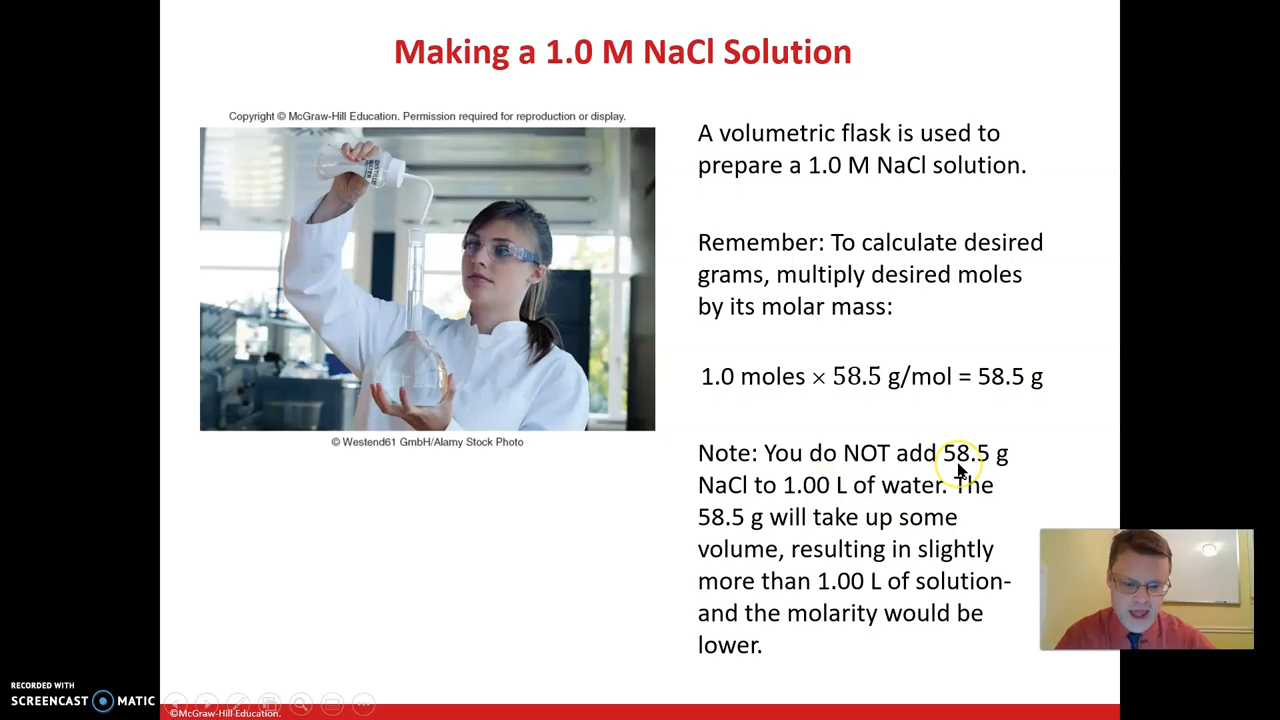 Making a 1.0 M NaCl Solution
Copyright © McGraw-Hill Education. Permission required for reproduction or display.
DISTILLED
WATER
© Westend61 GmbH/Alamy Stock Photo
A volumetric flask is used to
prepare a 1.0 M NaCl solution.
Remember: To calculate desired
grams, multiply desired moles
by its molar mass:
1.0 moles × 58.5 g/mol = 58.5 g
Note: You do NOT add 58.5 g
NaCl to 1.00 L of water. The
58.5 g will take up some
volume, resulting in slightly
more than 1.00 L of solution-
and the molarity would be
lower.
RECORDED WITH
SCREENCAST MATIC
©McGraw-Hill Education.